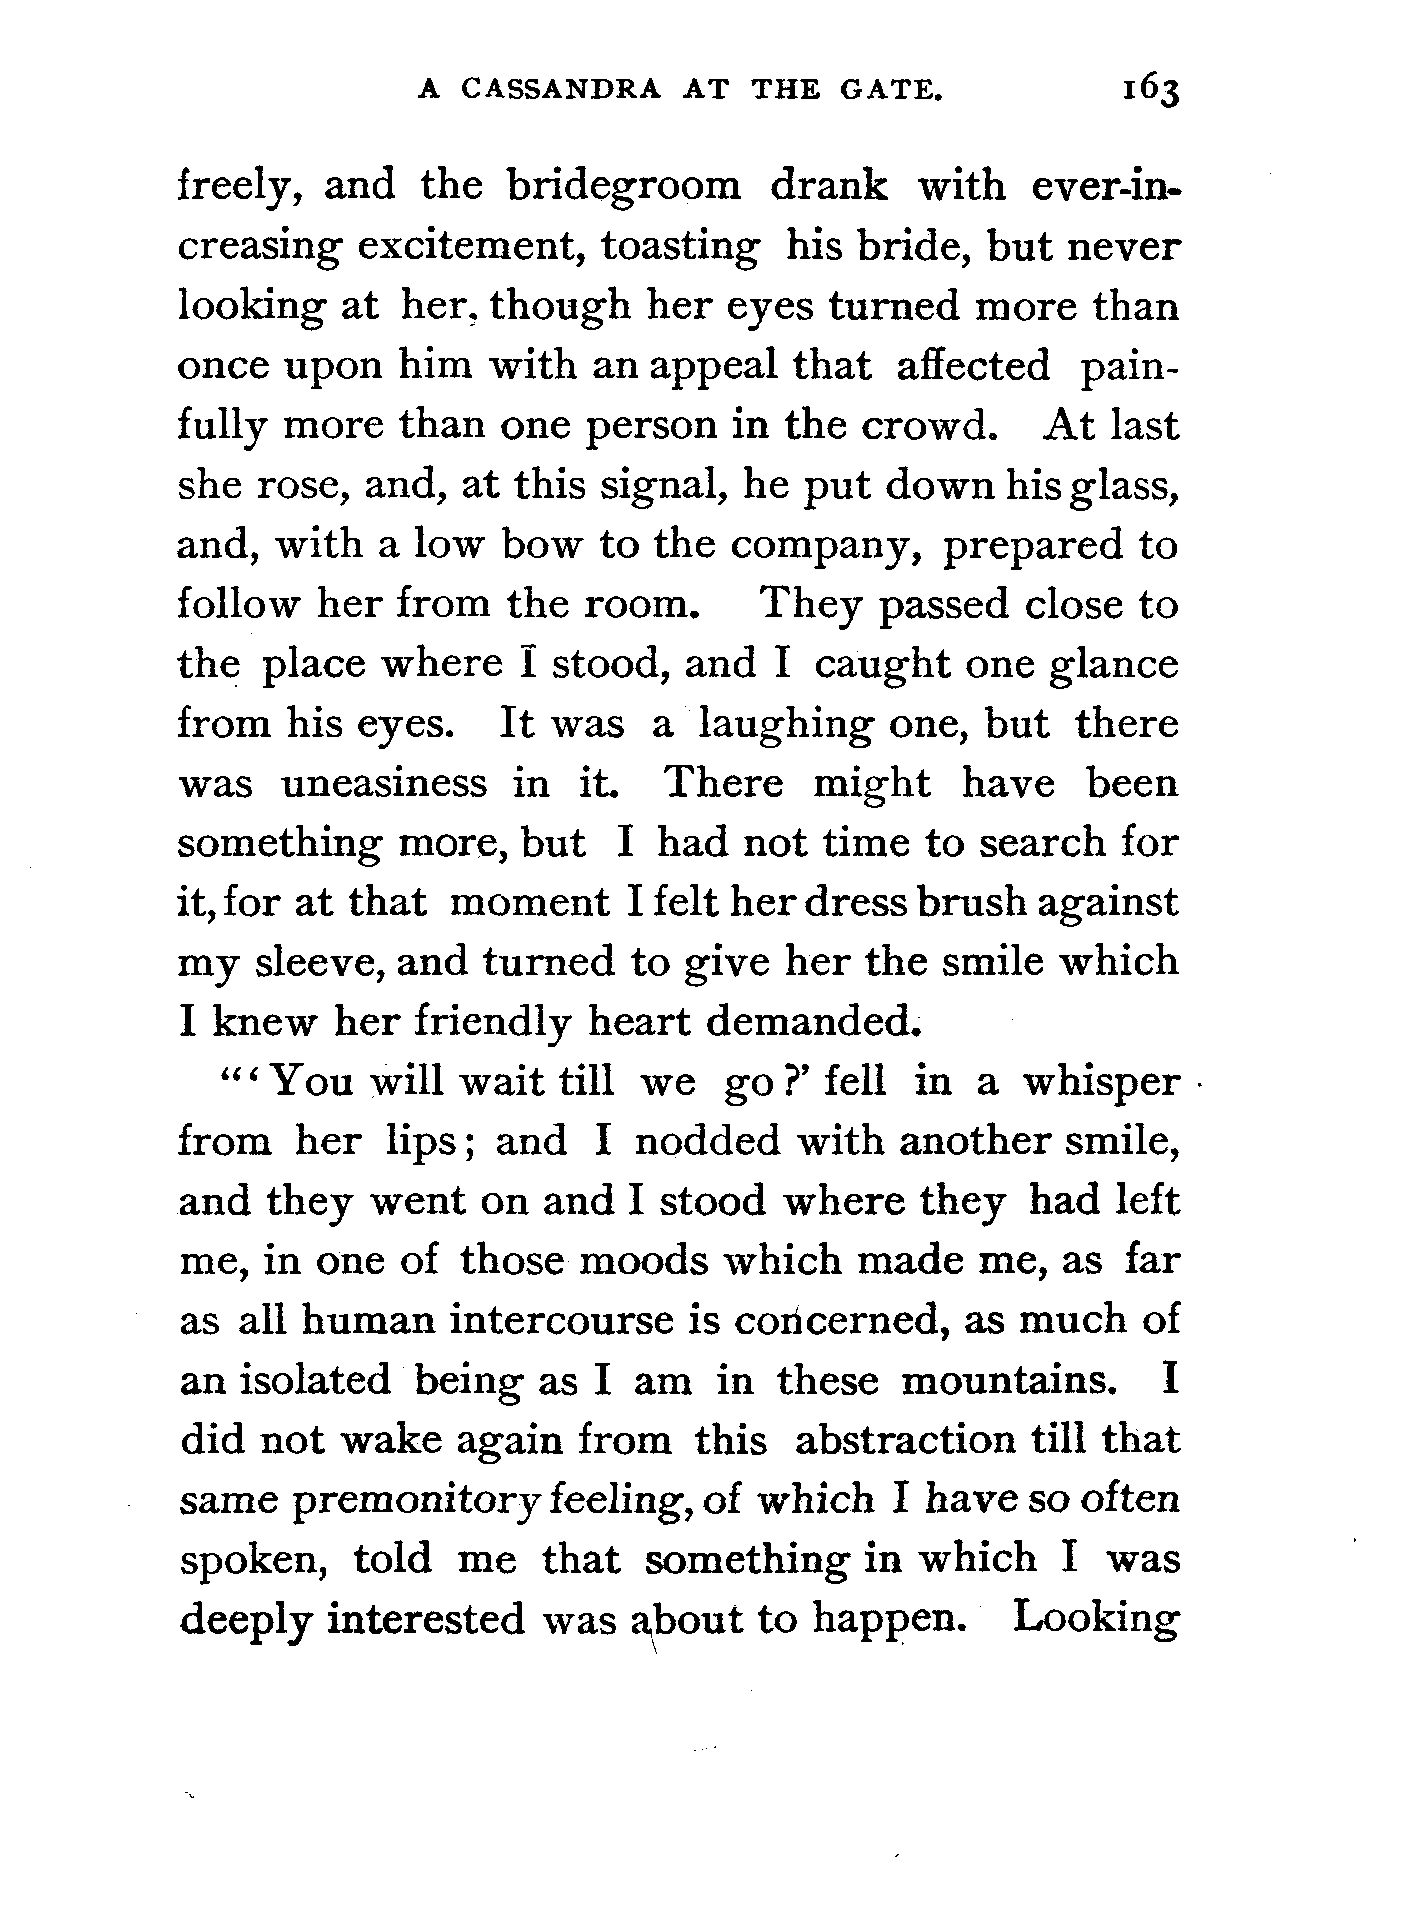 A CASSANDRA AT THE GATE. 163
freely, and the bridegroom drank with ever-in-
creasing excitement, toasting his bride, but never
looking at her, though her eyes turned more than
once upon him with an appeal that affected pain-
fully more than one person in the crowd. At last
she rose, and, at this signal, he put down his glass,
and, with a low bow to the company, prepared to
follow her from the room. They passed close to
the place where I stood, and I caught one glance
from his eyes. It was a laughing one, but there
was uneasiness in it. There might have been
something more, but I had not time to search for
it, for at that moment I felt her dress brush against
my sleeve, and turned to give her the smile which
I knew her friendly heart demanded.
"'You will wait till we go?' fell in a whisper
from her lips; and I nodded with another smile,
and they went on and I stood where they had left
me, in one of those moods which made me, as far
as all human intercourse is concerned, as much of
an isolated being as I am in these mountains. I
did not wake again from this abstraction till that
same premonitory feeling, of which I have so often
spoken, told me that something in which I was
deeply interested was about to happen. Looking